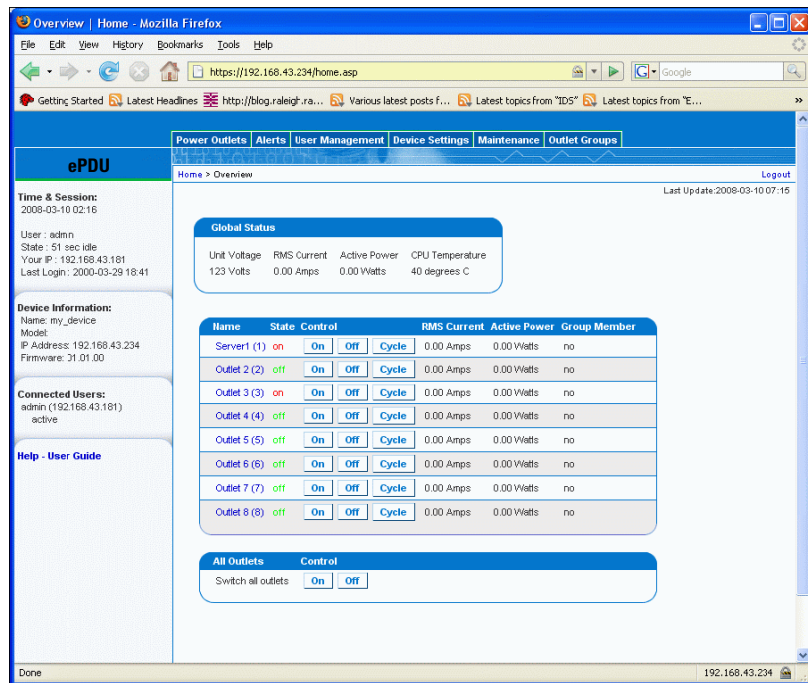 Overview | Home - Mozilla Firefox
File Edit View History Bookmarks Tools Help
https://192.168.43.234/home.asp
Google
Getting Started Latest Headlines http://blog.raleigh.ra... Various latest posts f... Latest topics from "IDS" Latest topics from "E...
Power Outlets Alerts User Management Device Settings Maintenance Outlet Groups
ePDU
Home > Overview Logout
Last Update:2008-03-10 07:15
Time & Session:
2008-03-10 02:16
User : admin
State : 51 sec idle
Your IP : 192.168.43.181
Last Login : 2000-03-29 18:41
Device Information:
Name: my_device
Model:
IP Address: 192.168.43.234
Firmware: 01.01.00
Connected Users:
admin (192.168.43.181)
active
Help - User Guide
Global Status
Unit Voltage RMS Current Active Power CPU Temperature
123 Volts 0.00 Amps 0.00 Watts 40 degrees C
Name State Control RMS Current Active Power Group Member
Server1 (1) on On Off Cycle 0.00 Amps 0.00 Watts no
Outlet 2 (2) off On Off Cycle 0.00 Amps 0.00 Watts no
Outlet 3 (3) on On Off Cycle 0.00 Amps 0.00 Watts no
Outlet 4 (4) off On Off Cycle 0.00 Amps 0.00 Watts no
Outlet 5 (5) off On Off Cycle 0.00 Amps 0.00 Watts no
Outlet 6 (6) off On Off Cycle 0.00 Amps 0.00 Watts no
Outlet 7 (7) off On Off Cycle 0.00 Amps 0.00 Watts no
Outlet 8 (8) off On Off Cycle 0.00 Amps 0.00 Watts no
All Outlets Control
Switch all outlets On Off
Done 192.168.43.234